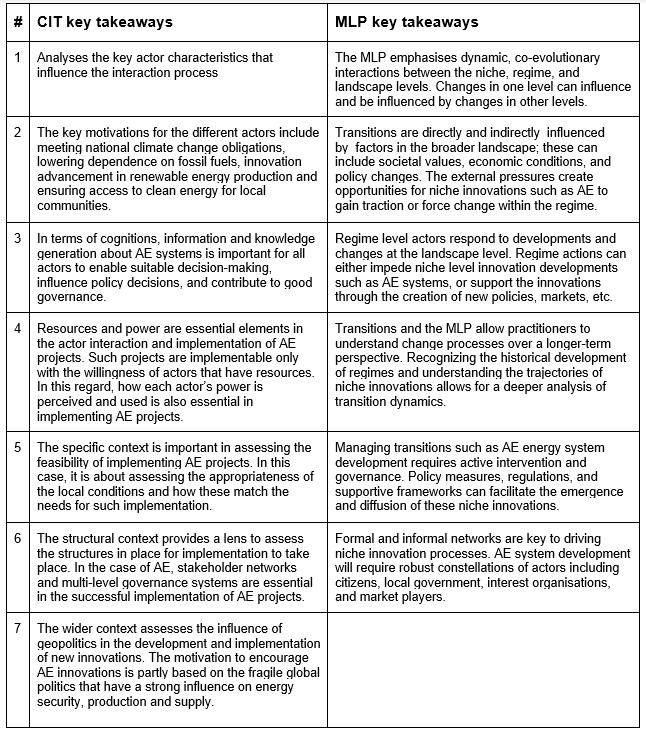 # CIT key takeaways MLP key takeaways
1 Analyses the key actor characteristics that
influence the interaction process
The MLP emphasises dynamic, co-evolutionary
interactions between the niche, regime, and
landscape levels. Changes in one level can influence
and be influenced by changes in other levels.
2 The key motivations for the different actors include
meeting national climate change obligations,
lowering dependence on fossil fuels, innovation
advancement in renewable energy production and
ensuring access to clean energy for local
communities.
Transitions are directly and indirectly influenced
by factors in the broader landscape; these can
include societal values, economic conditions, and
policy changes. The external pressures create
opportunities for niche innovations such as AE to
gain traction or force change within the regime.
3 In terms of cognitions, information and knowledge
generation about AE systems is important for all
actors to enable suitable decision-making,
influence policy decisions, and contribute to good
governance.
Regime level actors respond to developments and
changes at the landscape level. Regime actions can
either impede niche level innovation developments
such as AE systems, or support the innovations
through the creation of new policies, markets, etc.
4 Resources and power are essential elements in
the actor interaction and implementation of AE
projects. Such projects are implementable only
with the willingness of actors that have resources.
In this regard, how each actor's power is
perceived and used is also essential in
implementing AE projects.
Transitions and the MLP allow practitioners to
understand change processes over a longer-term
perspective. Recognizing the historical development
of regimes and understanding the trajectories of
niche innovations allows for a deeper analysis of
transition dynamics.
5 The specific context is important in assessing the
feasibility of implementing AE projects. In this
case, it is about assessing the appropriateness of
the local conditions and how these match the
needs for such implementation.
Managing transitions such as AE energy system
development requires active intervention and
governance. Policy measures, regulations, and
supportive frameworks can facilitate the emergence
and diffusion of these niche innovations.
6 The structural context provides a lens to assess
the structures in place for implementation to take
place. In the case of AE, stakeholder networks
and multi-level governance systems are essential
in the successful implementation of AE projects.
Formal and informal networks are key to driving
niche innovation processes. AE system development
will require robust constellations of actors including
citizens, local government, interest organisations,
and market players.
7 The wider context assesses the influence of
geopolitics in the development and implementation
of new innovations. The motivation to encourage
AE innovations is partly based on the fragile global
politics that have a strong influence on energy
security, production and supply.